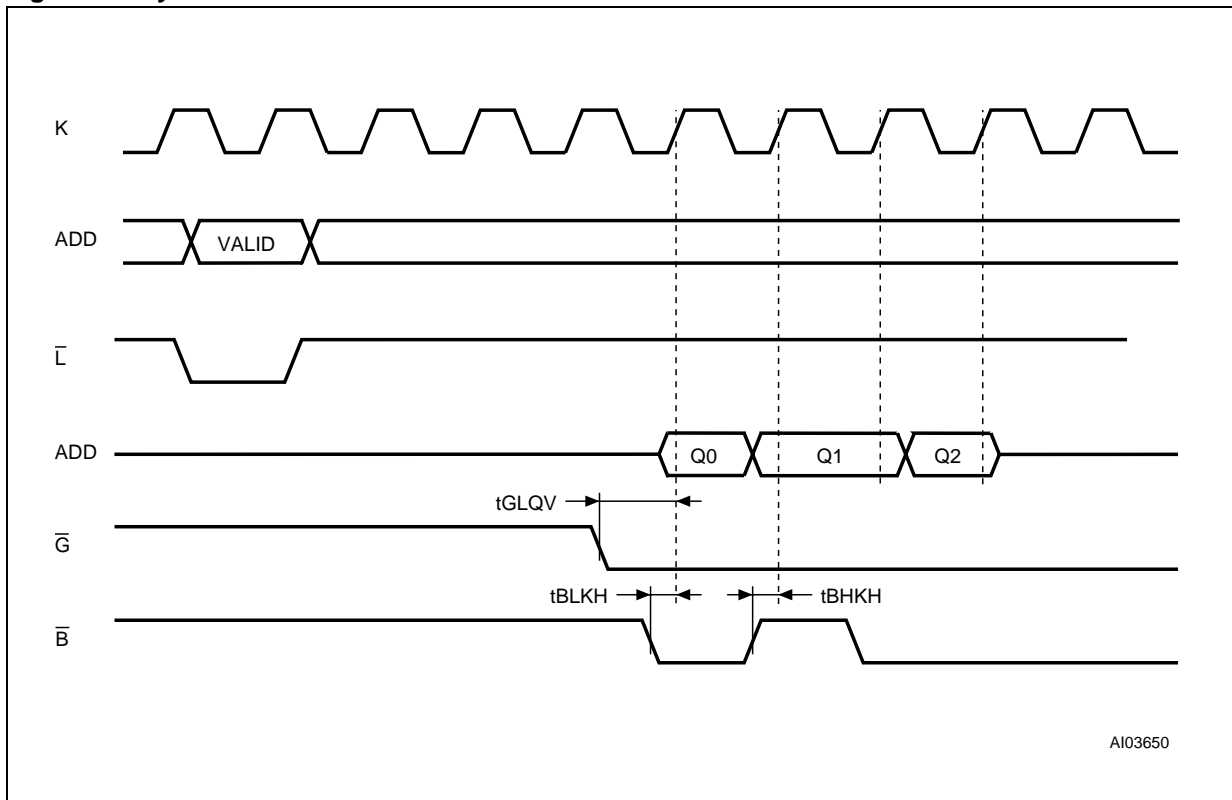 K
ADD
VALID
L̅
ADD
Q0
Q1
Q2
tGLQV
G̅
tBLKH
tBHKH
B̅
AI03650